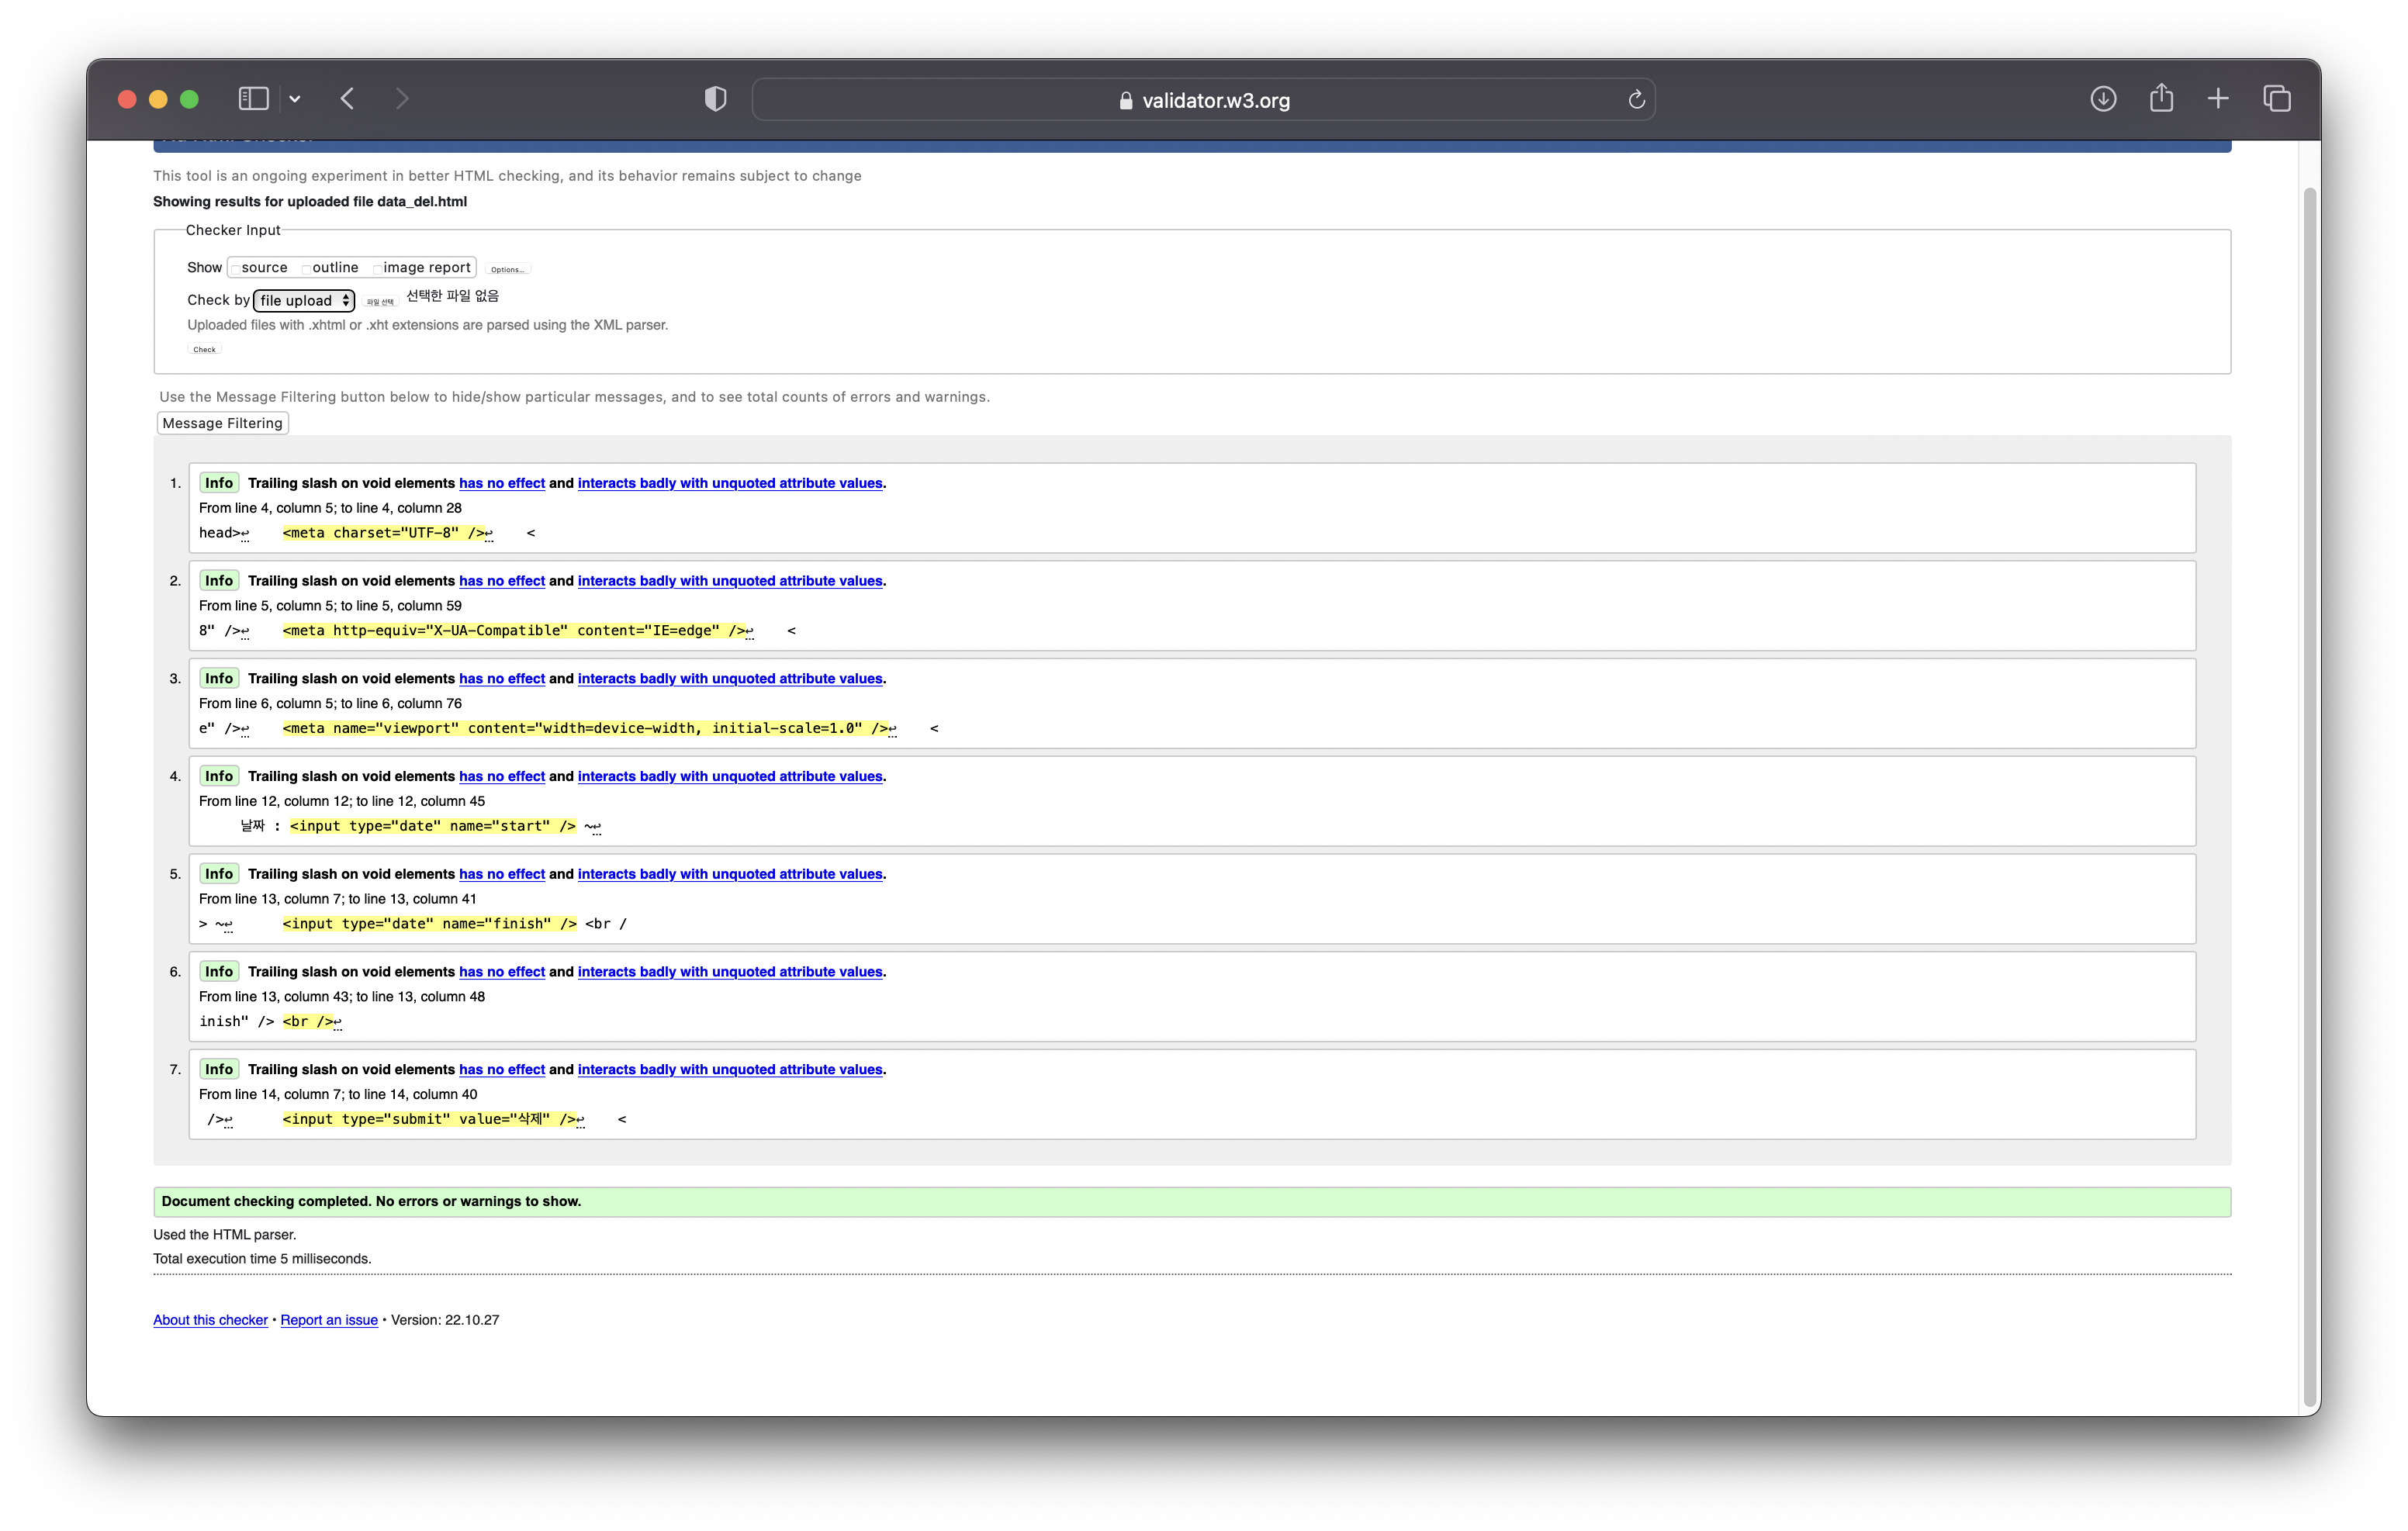 validator.w3.org
This tool is an ongoing experiment in better HTML checking, and its behavior remains subject to change
Showing results for uploaded file data_del.html
Checker Input
Show source outline image report Options...
Check by file upload 파일 선택 선택한 파일 없음
Uploaded files with .xhtml or .xht extensions are parsed using the XML parser.
Check
Use the Message Filtering button below to hide/show particular messages, and to see total counts of errors and warnings.
Message Filtering
1. Info Trailing slash on void elements has no effect and interacts badly with unquoted attribute values.
From line 4, column 5; to line 4, column 28
head>↩ <meta charset="UTF-8" />↩ <
2. Info Trailing slash on void elements has no effect and interacts badly with unquoted attribute values.
From line 5, column 5; to line 5, column 59
8" />↩ <meta http-equiv="X-UA-Compatible" content="IE=edge" />↩ <
3. Info Trailing slash on void elements has no effect and interacts badly with unquoted attribute values.
From line 6, column 5; to line 6, column 76
e" />↩ <meta name="viewport" content="width=device-width, initial-scale=1.0" />↩ <
4. Info Trailing slash on void elements has no effect and interacts badly with unquoted attribute values.
From line 12, column 12; to line 12, column 45
날짜 : <input type="date" name="start" /> ~↩
5. Info Trailing slash on void elements has no effect and interacts badly with unquoted attribute values.
From line 13, column 7; to line 13, column 41
> ~↩ <input type="date" name="finish" /> <br /
6. Info Trailing slash on void elements has no effect and interacts badly with unquoted attribute values.
From line 13, column 43; to line 13, column 48
inish" /> <br />↩
7. Info Trailing slash on void elements has no effect and interacts badly with unquoted attribute values.
From line 14, column 7; to line 14, column 40
/>↩ <input type="submit" value="삭제" />↩ <
Document checking completed. No errors or warnings to show.
Used the HTML parser.
Total execution time 5 milliseconds.
About this checker • Report an issue • Version: 22.10.27